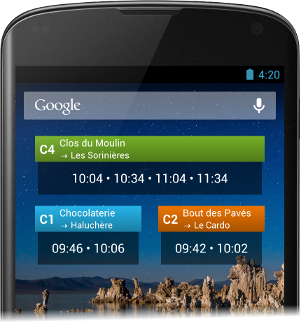 4:20
Google
C4 Clos du Moulin
→ Les Sorinières
10:04 • 10:34 • 11:04 • 11:34
C1 Chocolaterie
→ Haluchère
09:46 • 10:06
C2 Bout des Pavés
→ Le Cardo
09:42 • 10:02